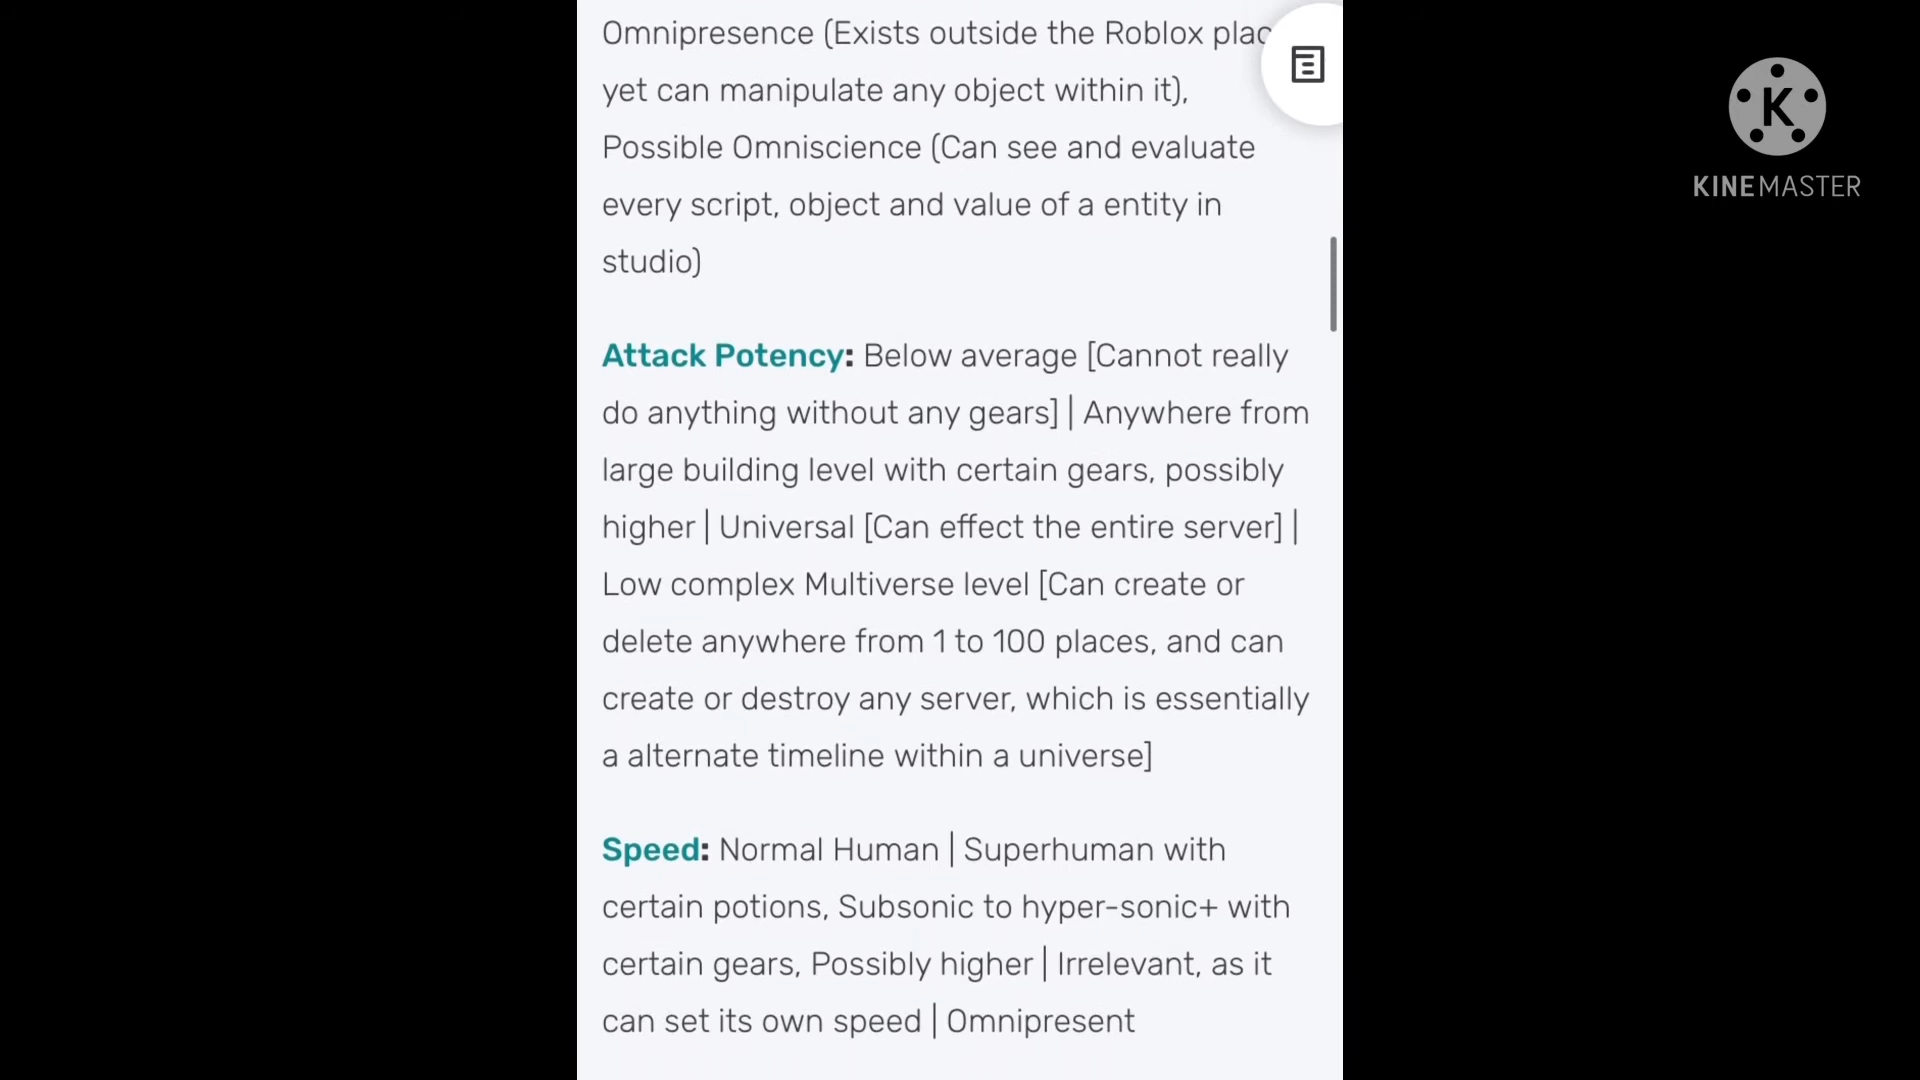 Omnipresence (Exists outside the Roblox plac
yet can manipulate any object within it),
Possible Omniscience (Can see and evaluate
every script, object and value of a entity in
studio)
Attack Potency: Below average [Cannot really
do anything without any gears] | Anywhere from
large building level with certain gears, possibly
higher | Universal [Can effect the entire server] |
Low complex Multiverse level [Can create or
delete anywhere from 1 to 100 places, and can
create or destroy any server, which is essentially
a alternate timeline within a universe]
Speed: Normal Human | Superhuman with
certain potions, Subsonic to hyper-sonic+ with
certain gears, Possibly higher | Irrelevant, as it
can set its own speed | Omnipresent
K
KINEMASTER